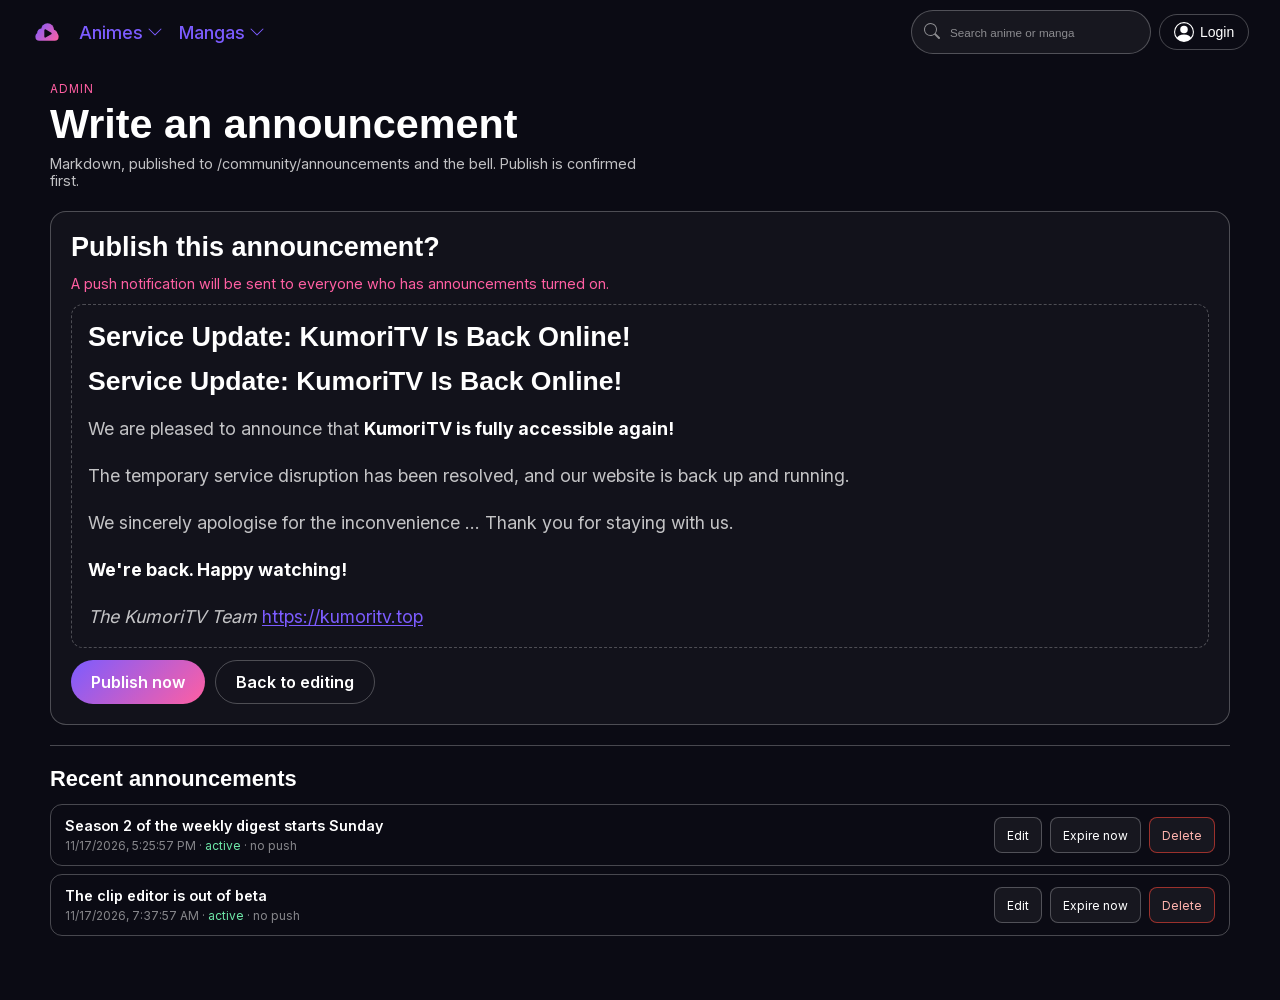 Animes
Mangas
Search anime or manga
Login
ADMIN
Write an announcement
Markdown, published to /community/announcements and the bell. Publish is confirmed
first.
Publish this announcement?
A push notification will be sent to everyone who has announcements turned on.
Service Update: KumoriTV Is Back Online!
Service Update: KumoriTV Is Back Online!
We are pleased to announce that KumoriTV is fully accessible again!
The temporary service disruption has been resolved, and our website is back up and running.
We sincerely apologise for the inconvenience ... Thank you for staying with us.
We're back. Happy watching!
The KumoriTV Team https://kumoritv.top
Publish now
Back to editing
Recent announcements
Season 2 of the weekly digest starts Sunday
11/17/2026, 5:25:57 PM · active · no push
Edit
Expire now
Delete
The clip editor is out of beta
11/17/2026, 7:37:57 AM · active · no push
Edit
Expire now
Delete